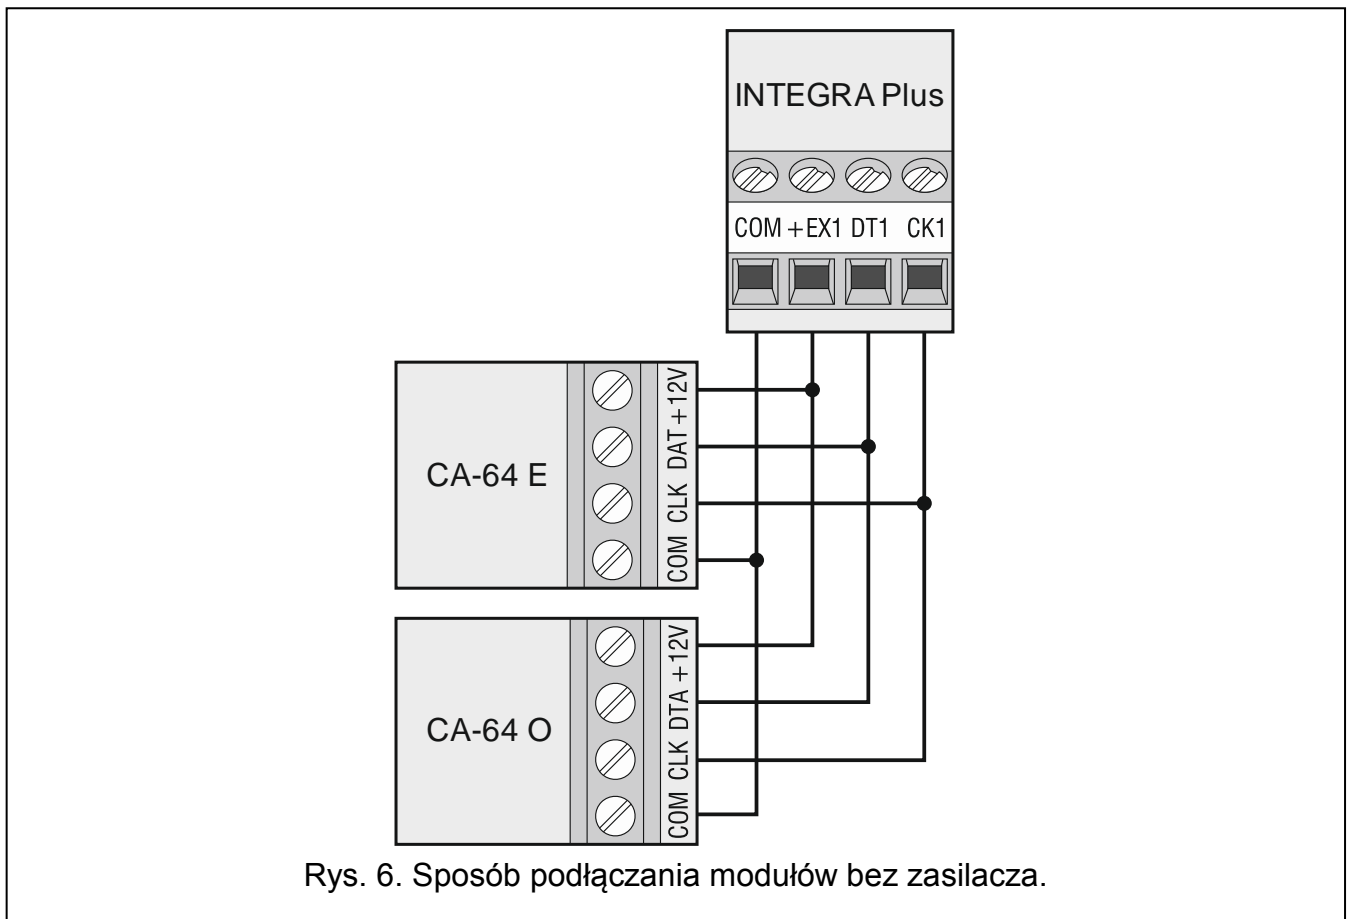 INTEGRA Plus
COM +EX1 DT1 CK1
CA-64 E
+12V
DAT
CLK
COM
CA-64 O
+12V
DTA
CLK
COM
Rys. 6. Sposób podłączania modułów bez zasilacza.